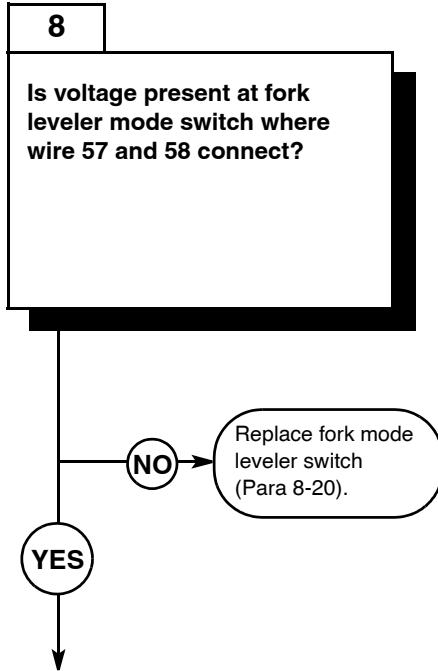 8
Is voltage present at fork
leveler mode switch where
wire 57 and 58 connect?
NO
Replace fork mode
leveler switch
(Para 8-20).
YES